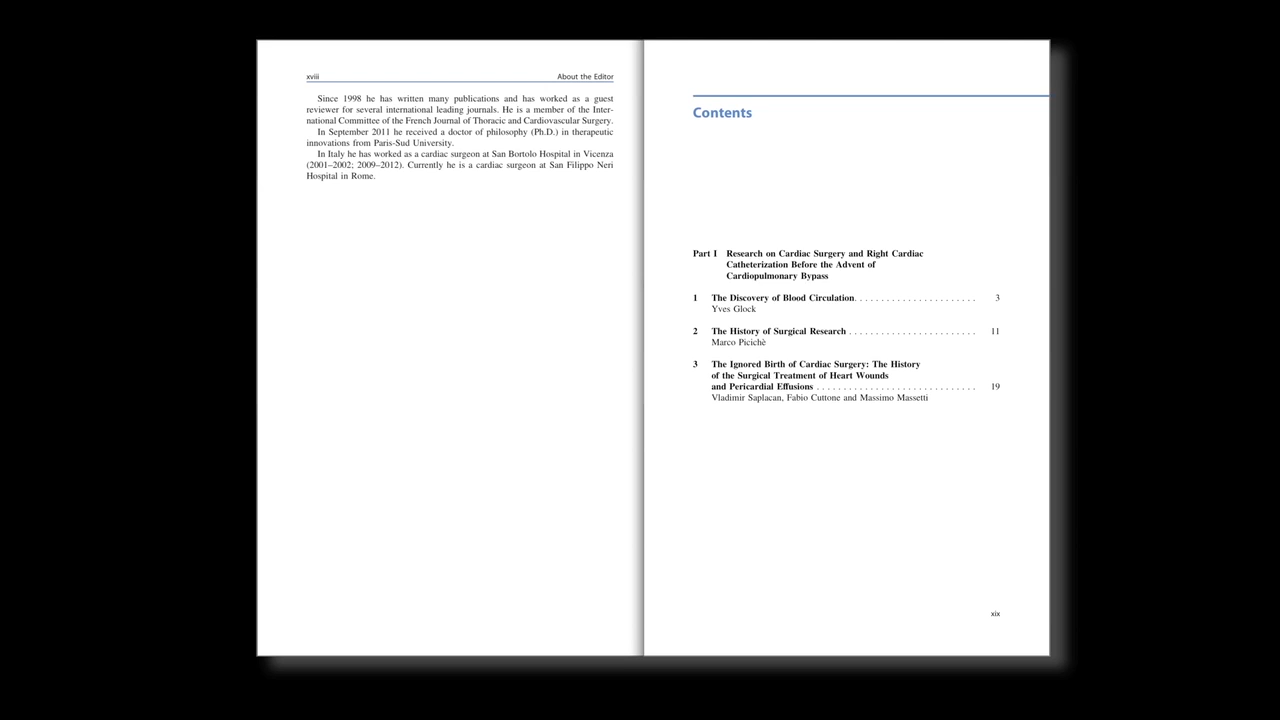 xviii About the Editor
Since 1998 he has written many publications and has worked as a guest
reviewer for several international leading journals. He is a member of the Inter-
national Committee of the French Journal of Thoracic and Cardiovascular Surgery.
In September 2011 he received a doctor of philosophy (Ph.D.) in therapeutic
innovations from Paris-Sud University.
In Italy he has worked as a cardiac surgeon at San Bortolo Hospital in Vicenza
(2001–2002; 2009–2012). Currently he is a cardiac surgeon at San Filippo Neri
Hospital in Rome.
Contents
Part I Research on Cardiac Surgery and Right Cardiac
Catheterization Before the Advent of
Cardiopulmonary Bypass
1 The Discovery of Blood Circulation. . . . . . . . . . . . . . . . . . . . . . . 3
Yves Glock
2 The History of Surgical Research . . . . . . . . . . . . . . . . . . . . . . . . 11
Marco Picichè
3 The Ignored Birth of Cardiac Surgery: The History
of the Surgical Treatment of Heart Wounds
and Pericardial Effusions . . . . . . . . . . . . . . . . . . . . . . . . . . . . . . 19
Vladimir Saplacan, Fabio Cuttone and Massimo Massetti
xix